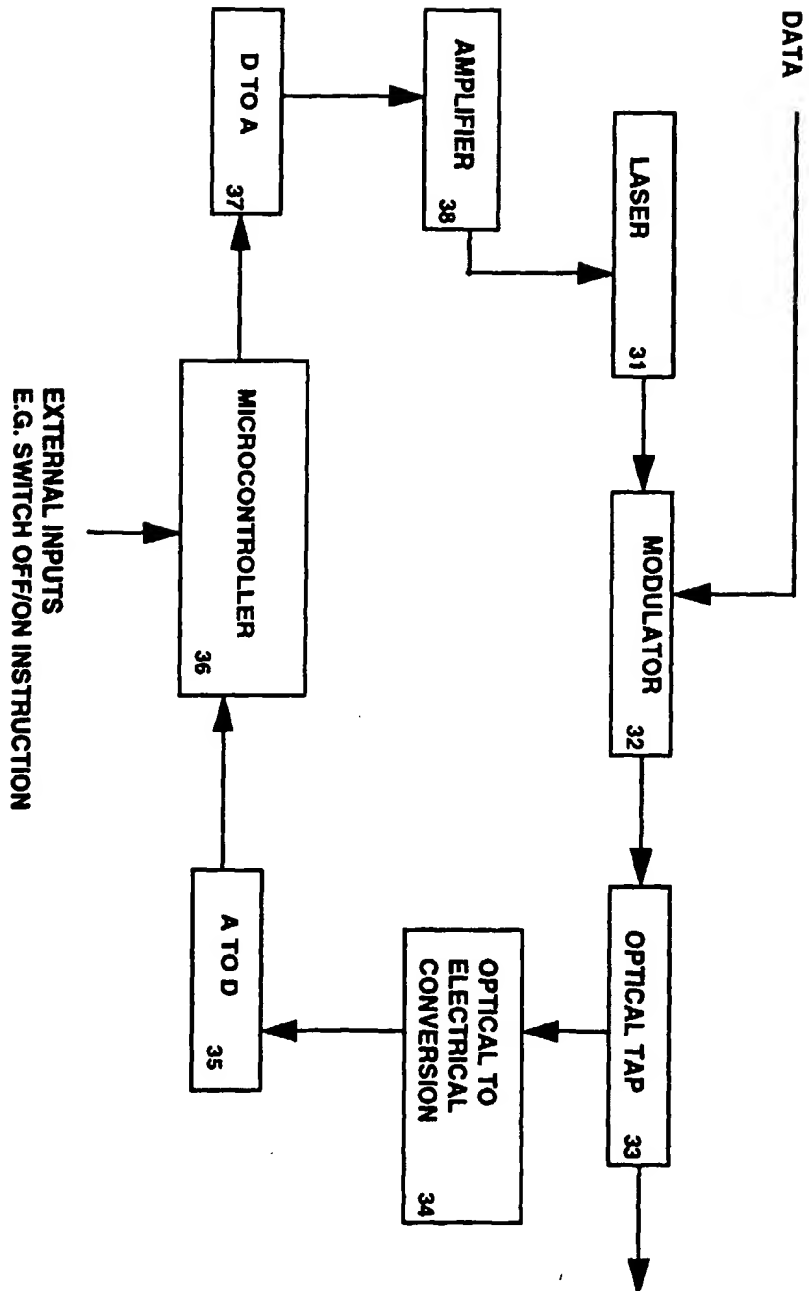 DATA
LASER
31
MODULATOR
32
OPTICAL TAP
33
AMPLIFIER
38
OPTICAL TO
ELECTRICAL
CONVERSION
34
D TO A
37
MICROCONTROLLER
36
A TO D
35
EXTERNAL INPUTS
E.G. SWITCH OFF/ON INSTRUCTION